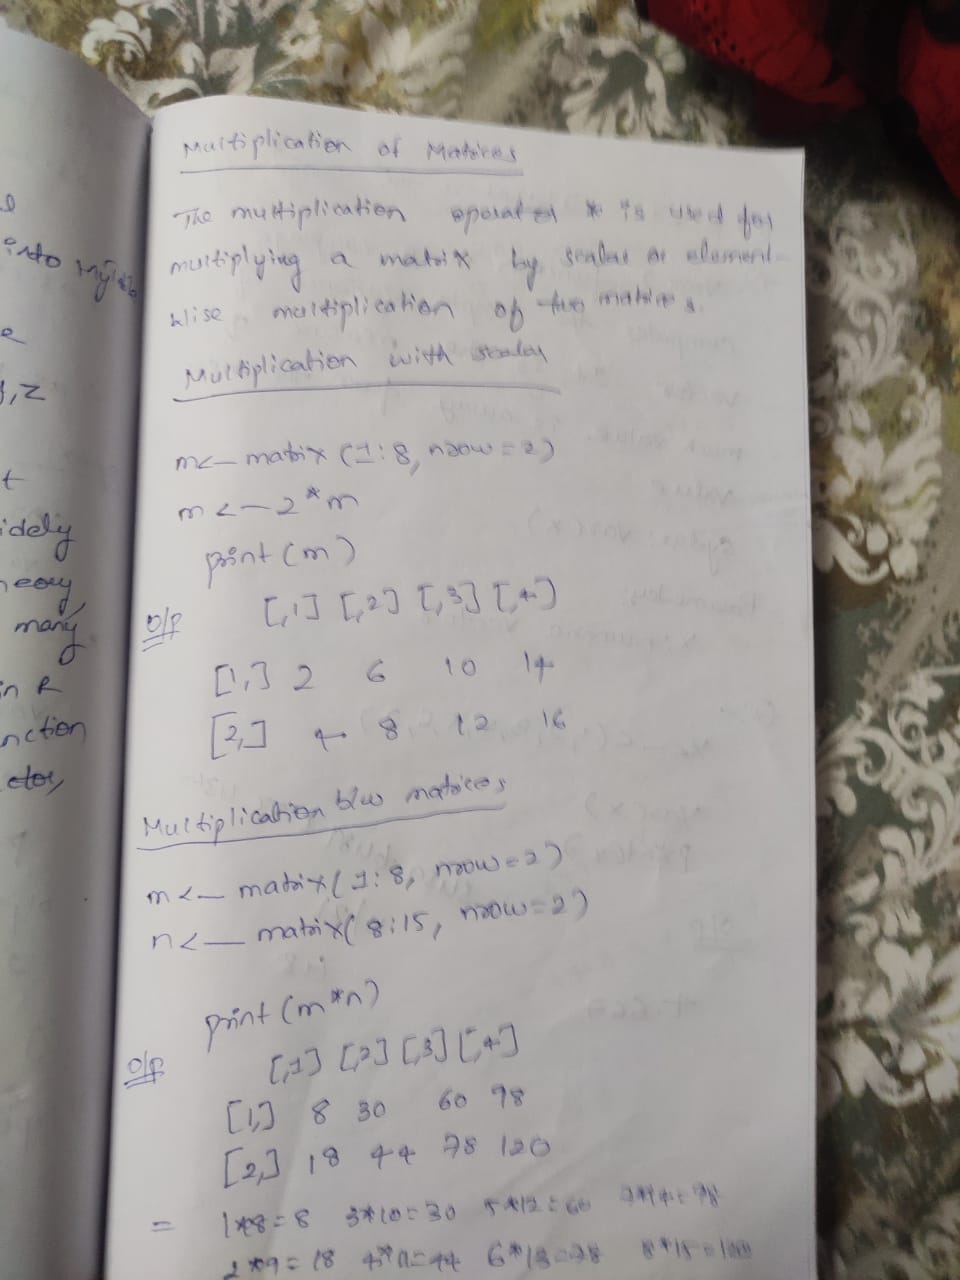 Multiplication of Matrices
The multiplication operator * is used for
multiplying a matrix by scalar or element-
wise multiplication of two matrices.
Multiplication with scalar
m<- matrix (1:8, nrow=2)
m <- 2*m
print (m)
o/p [,1] [,2] [,3] [,4]
[1,] 2 6 10 14
[2,] 4 8 12 16
Multiplication b/w matrices
m <- matrix(1:8, nrow=2)
n <- matrix(8:15, nrow=2)
print (m*n)
o/p [,1] [,2] [,3] [,4]
[1,] 8 30 60 98
[2,] 18 44 78 120
= 1*8=8 3*10=30 5*12=60 7*14=98
2*9=18 4*11=44 6*13=78 8*15=120
into
e
t
idely
heory
many
in R
nction
ctor,